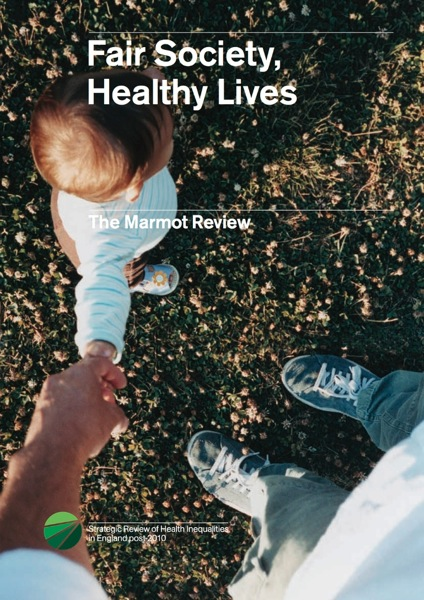 Fair Society,
Healthy Lives
The Marmot Review
Strategic Review of Health Inequalities
in England post-2010